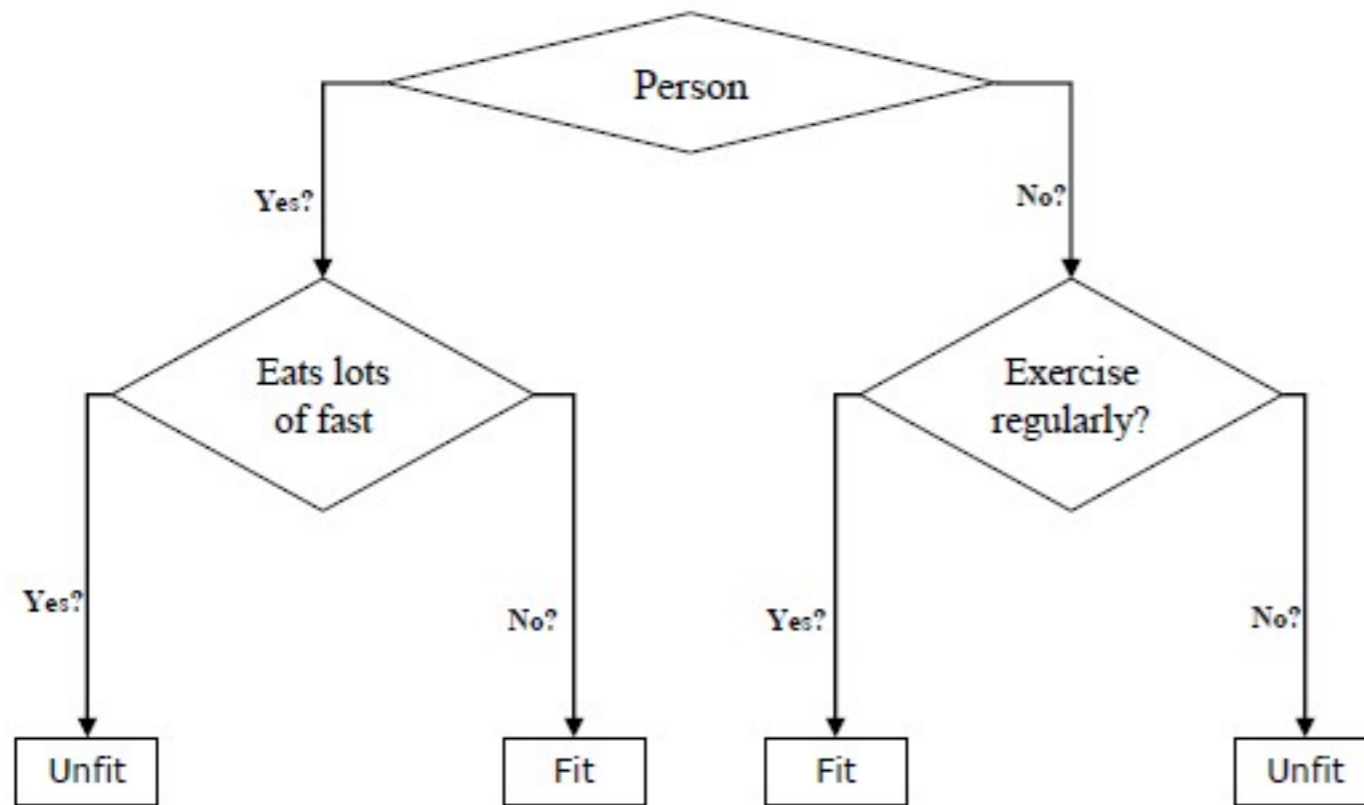 Person
Yes?
No?
Eats lots
of fast
Exercise
regularly?
Yes?
No?
Yes?
No?
Unfit
Fit
Fit
Unfit